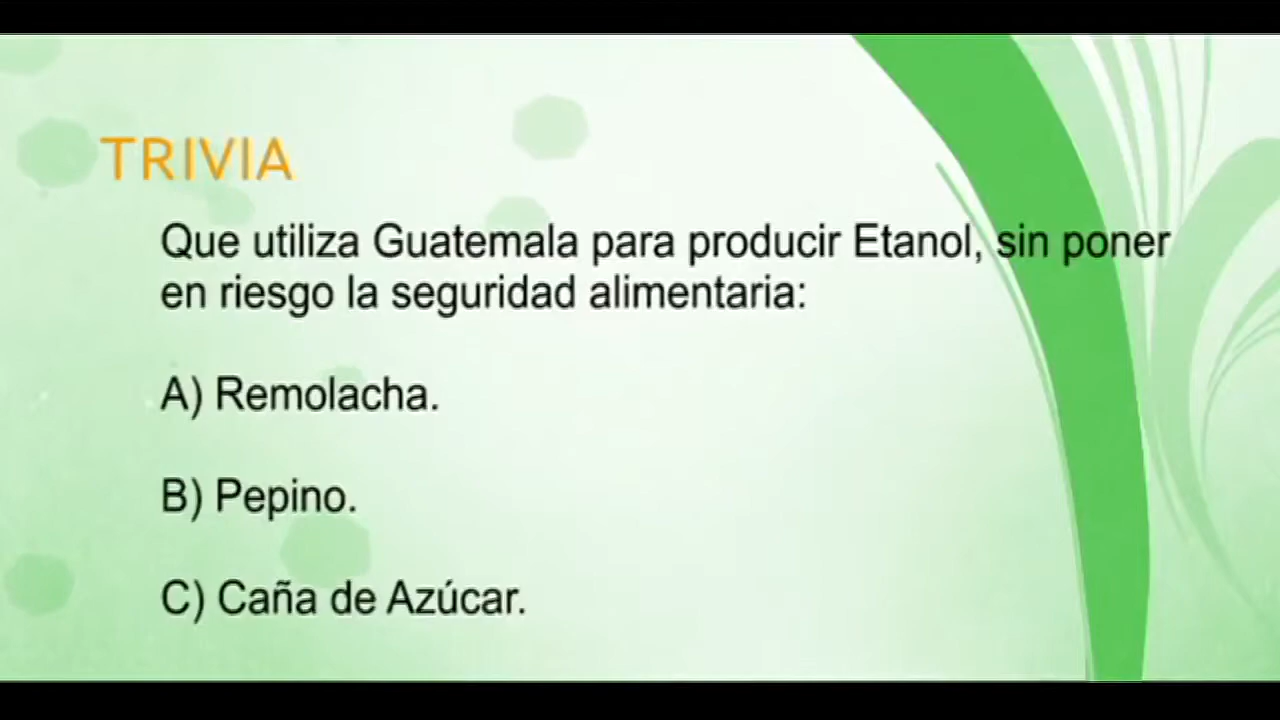 TRIVIA
Que utiliza Guatemala para producir Etanol, sin poner
en riesgo la seguridad alimentaria:
A) Remolacha.
B) Pepino.
C) Caña de Azúcar.